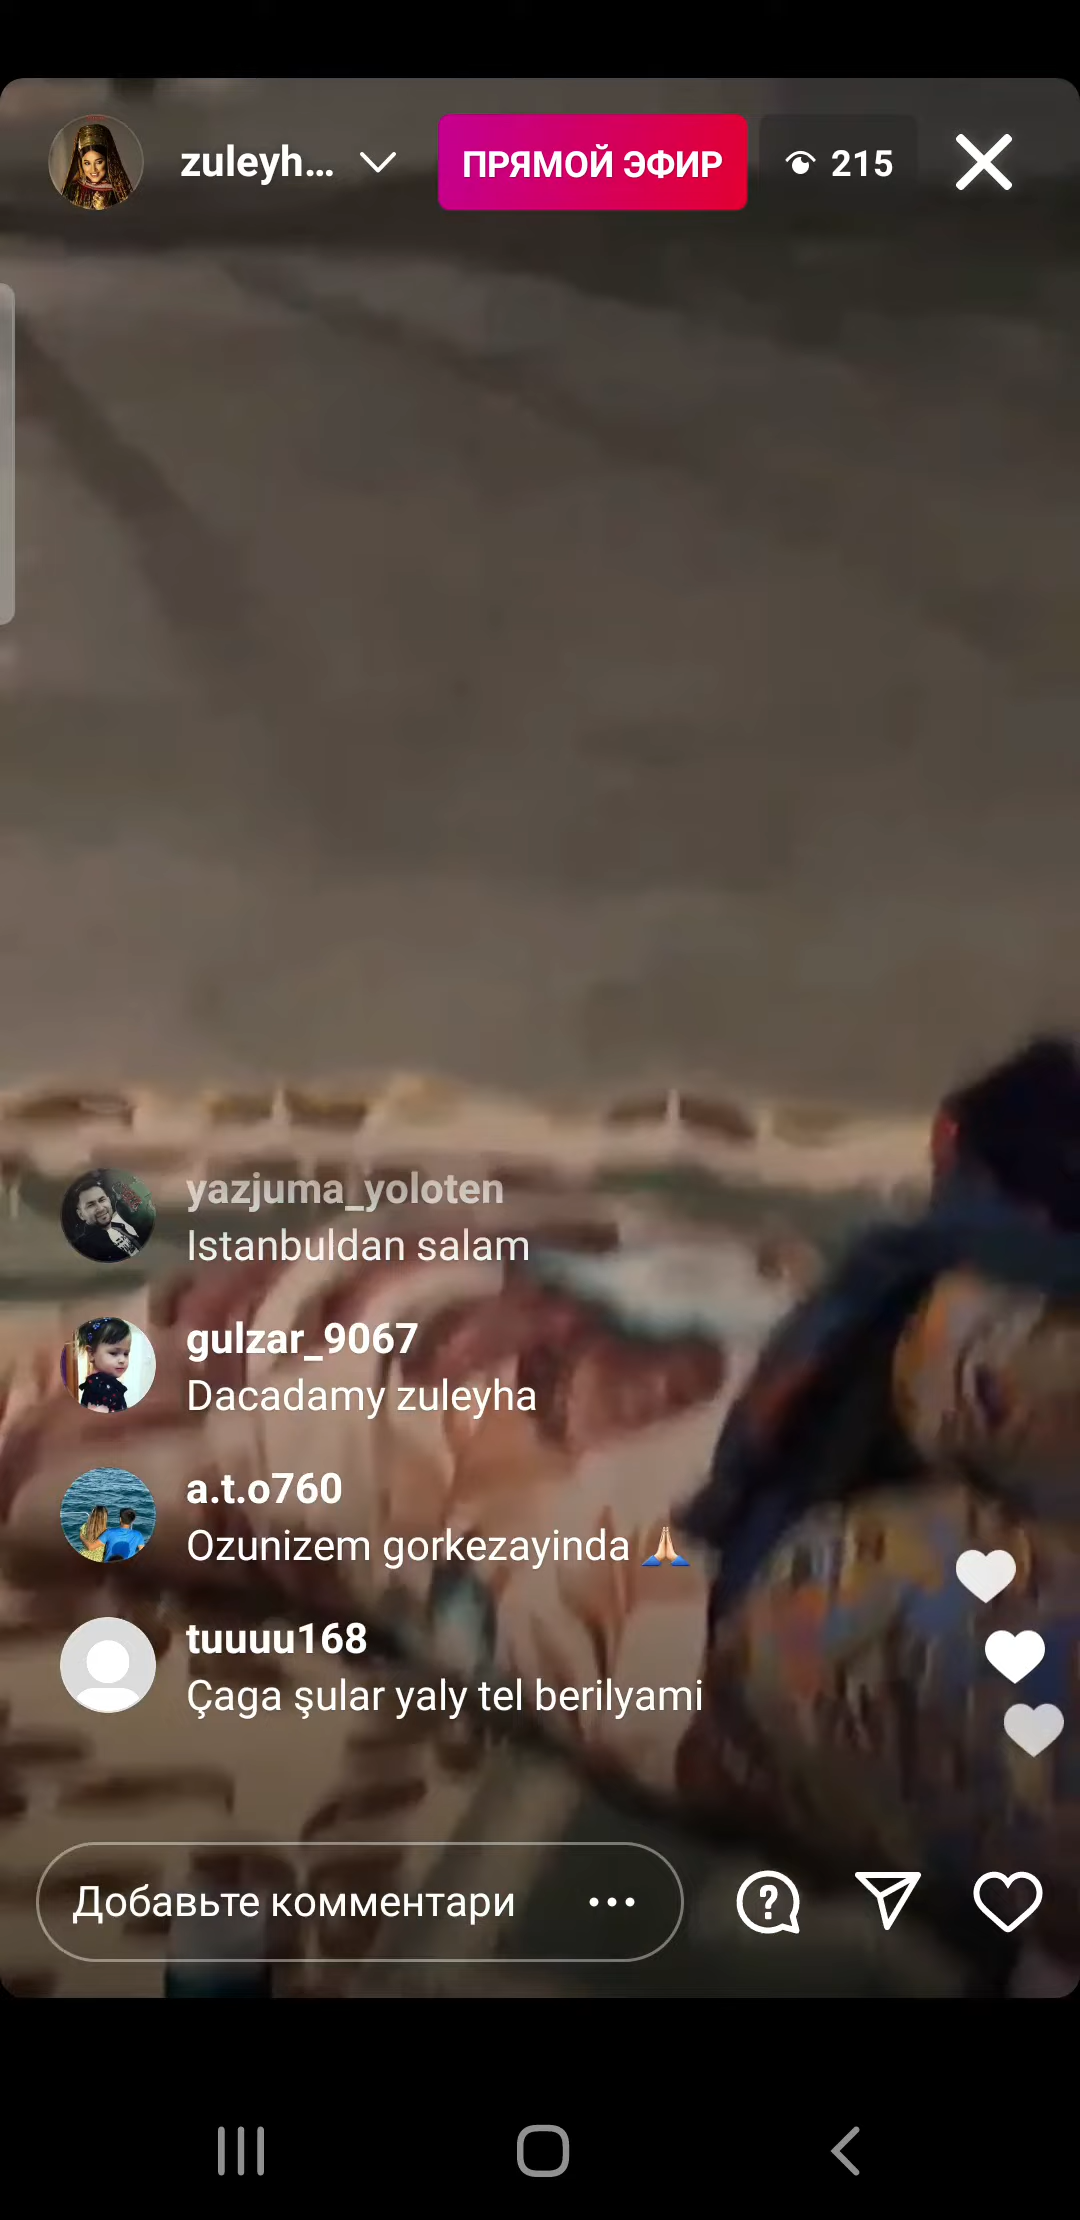 zuleyh...
ПРЯМОЙ ЭФИР
215
yazjuma_yoloten
Istanbuldan salam
gulzar_9067
Dacadamy zuleyha
a.t.o760
Ozunizem gorkezayinda 🙏
tuuuu168
Çaga şular yaly tel berilyami
Добавьте комментари